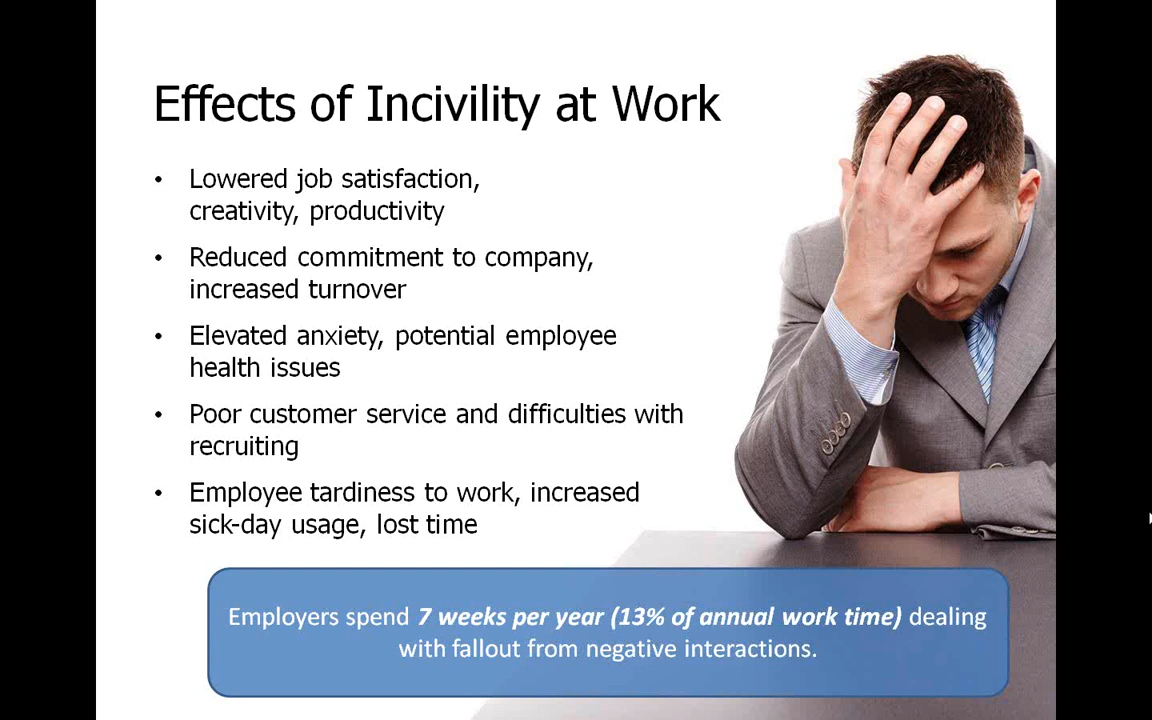 Effects of Incivility at Work
• Lowered job satisfaction,
creativity, productivity
• Reduced commitment to company,
increased turnover
• Elevated anxiety, potential employee
health issues
• Poor customer service and difficulties with
recruiting
• Employee tardiness to work, increased
sick-day usage, lost time
Employers spend 7 weeks per year (13% of annual work time) dealing
with fallout from negative interactions.